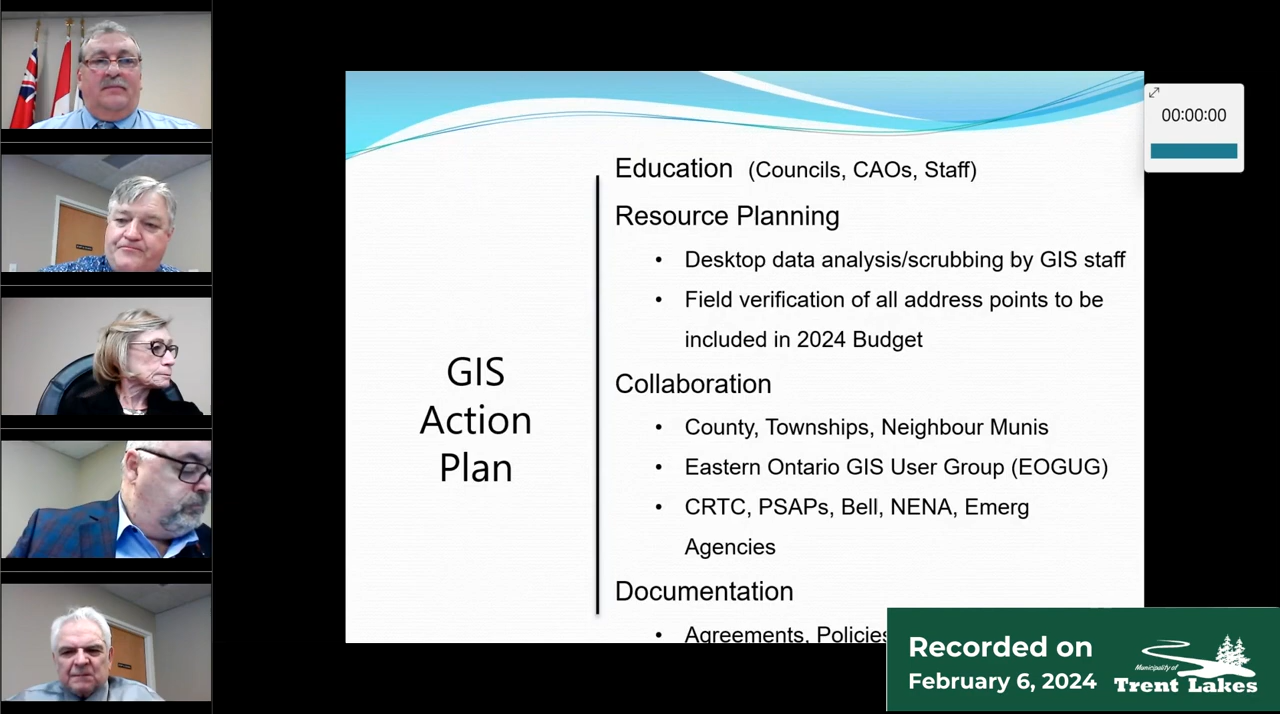 Education (Councils, CAOs, Staff)
00:00:00
Resource Planning
• Desktop data analysis/scrubbing by GIS staff
• Field verification of all address points to be
included in 2024 Budget
GIS
Action
Plan
Collaboration
• County, Townships, Neighbour Munis
• Eastern Ontario GIS User Group (EOGUG)
• CRTC, PSAPs, Bell, NENA, Emerg
Agencies
Documentation
• Agreements, Policies
Recorded on
February 6, 2024
Municipality of
Trent Lakes